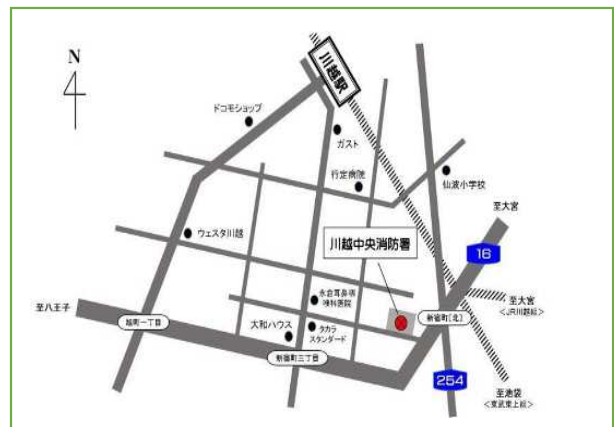 N
川越駅
ドコモショップ
ガスト
行定病院
仙波小学校
至大宮
ウェスタ川越
川越中央消防署
16
至八王子
永倉耳鼻咽
喉科医院
至大宮
<JR川越線>
脇町一丁目
大和ハウス
タカラ
スタンダード
新宿町(北)
新宿町三丁目
254
至池袋
<東武東上線>